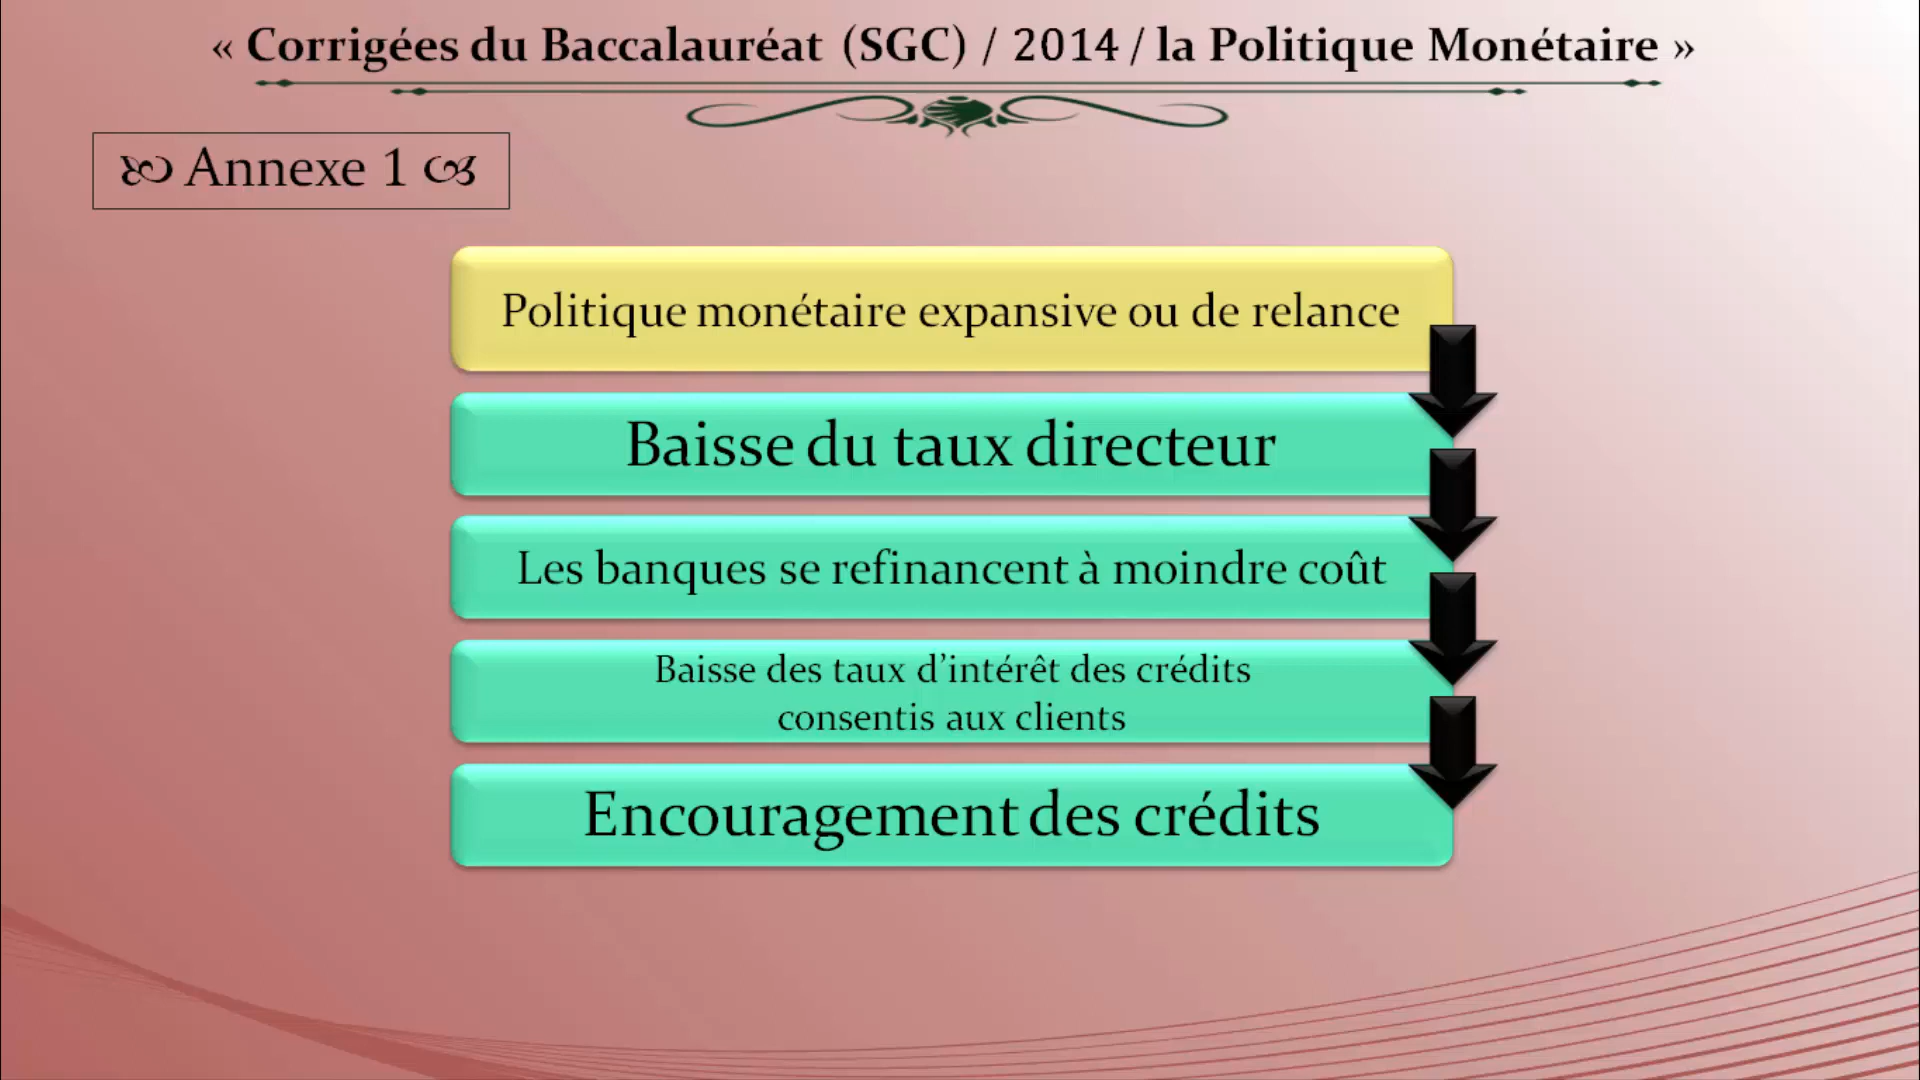 « Corrigées du Baccalauréat (SGC) / 2014 / la Politique Monétaire »
Annexe 1
Politique monétaire expansive ou de relance
Baisse du taux directeur
Les banques se refinancent à moindre coût
Baisse des taux d’intérêt des crédits
consentis aux clients
Encouragement des crédits